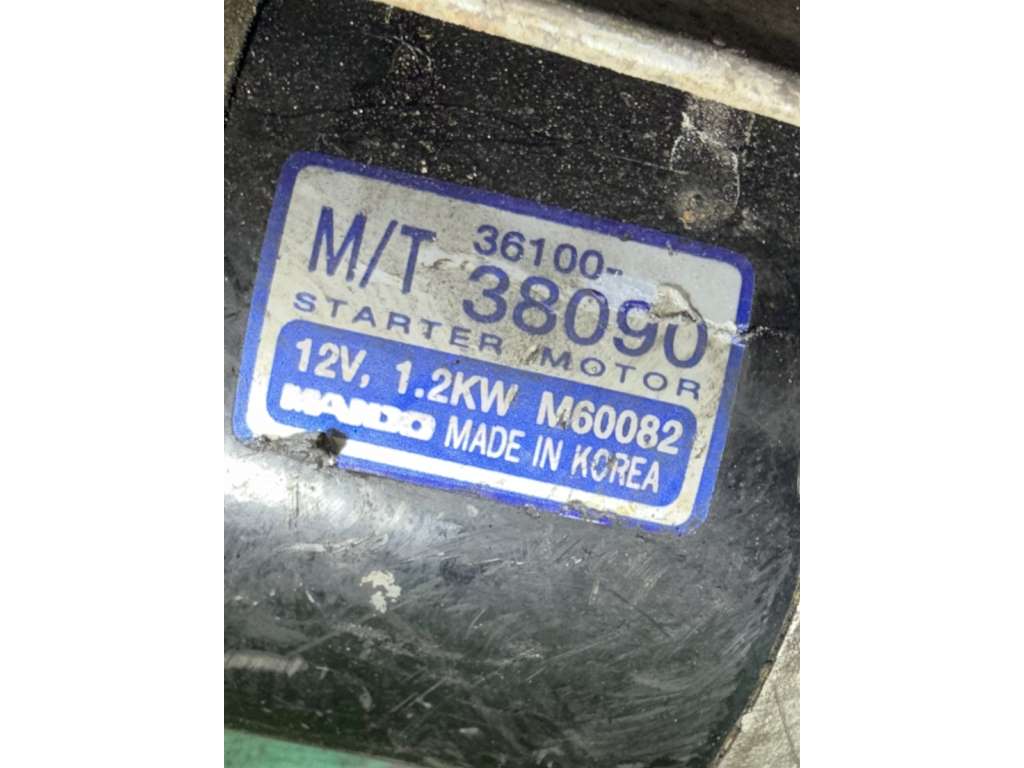 M/T 36100-
38090
STARTER MOTOR
12V, 1.2KW M60082
MANDO MADE IN KOREA